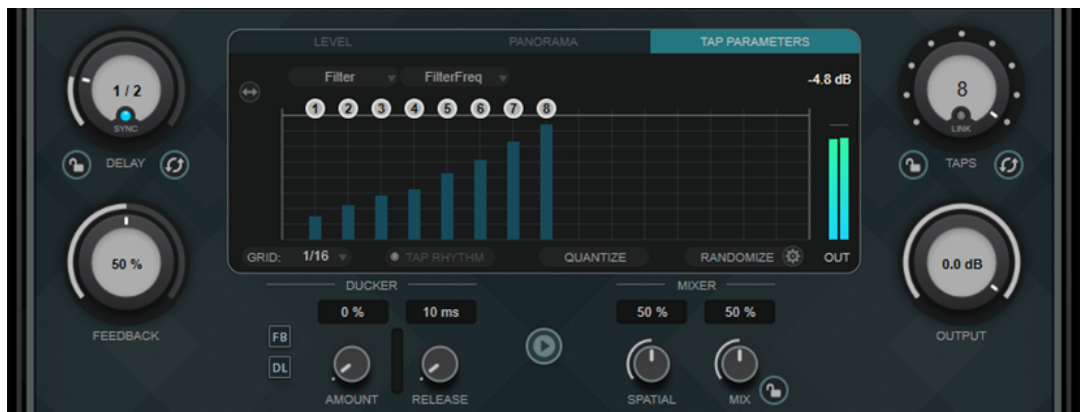 LEVEL PANORAMA TAP PARAMETERS
Filter FilterFreq -4.8 dB
1/2
SYNC
DELAY
1 2 3 4 5 6 7 8
8
LINK
TAPS
GRID: 1/16 TAP RHYTHM QUANTIZE RANDOMIZE OUT
50 %
FEEDBACK
DUCKER
0 % 10 ms
FB
DL
AMOUNT RELEASE
MIXER
50 % 50 %
SPATIAL MIX
0.0 dB
OUTPUT